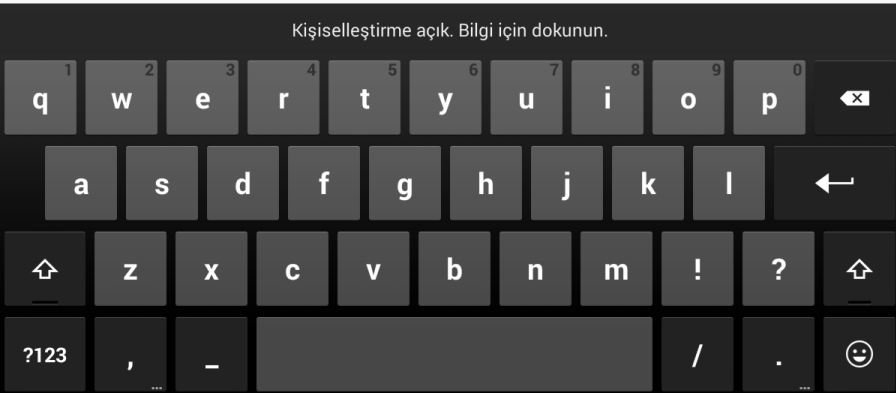 Kişiselleştirme açık. Bilgi için dokunun.
1 2 3 4 5 6 7 8 9 0
q w e r t y u i o p
a s d f g h j k l
z x c v b n m ! ?
?123 , _ / .